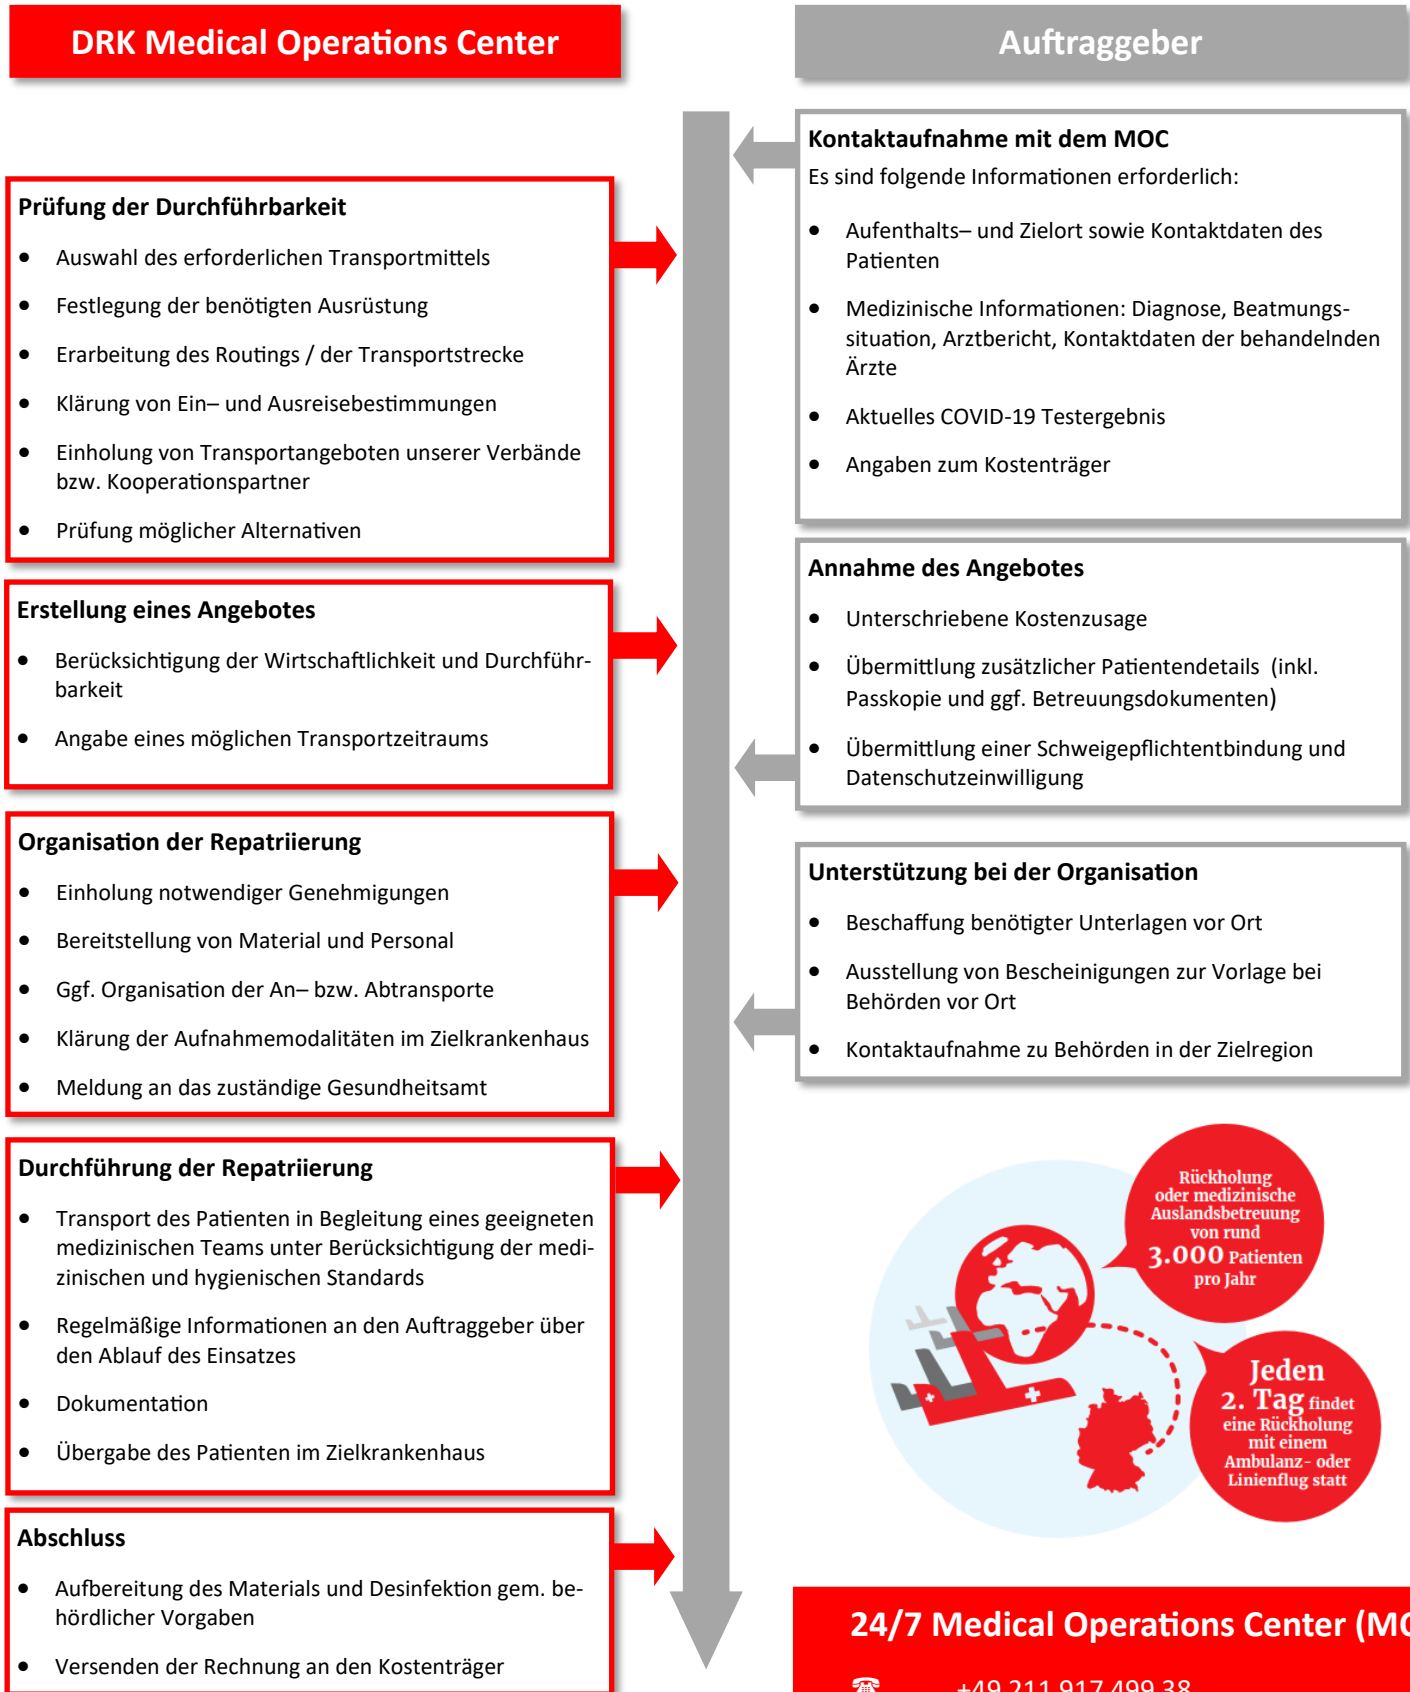 DRK Medical Operations Center
Prüfung der Durchführbarkeit
• Auswahl des erforderlichen Transportmittels
• Festlegung der benötigten Ausrüstung
• Erarbeitung des Routings / der Transportstrecke
• Klärung von Ein– und Ausreisebestimmungen
• Einholung von Transportangeboten unserer Verbände
bzw. Kooperationspartner
• Prüfung möglicher Alternativen
Erstellung eines Angebotes
• Berücksichtigung der Wirtschaftlichkeit und Durchführ-
barkeit
• Angabe eines möglichen Transportzeitraums
Organisation der Repatriierung
• Einholung notwendiger Genehmigungen
• Bereitstellung von Material und Personal
• Ggf. Organisation der An– bzw. Abtransporte
• Klärung der Aufnahmemodalitäten im Zielkrankenhaus
• Meldung an das zuständige Gesundheitsamt
Durchführung der Repatriierung
• Transport des Patienten in Begleitung eines geeigneten
medizinischen Teams unter Berücksichtigung der medi-
zinischen und hygienischen Standards
• Regelmäßige Informationen an den Auftraggeber über
den Ablauf des Einsatzes
• Dokumentation
• Übergabe des Patienten im Zielkrankenhaus
Abschluss
• Aufbereitung des Materials und Desinfektion gem. be-
hördlicher Vorgaben
• Versenden der Rechnung an den Kostenträger
Auftraggeber
Kontaktaufnahme mit dem MOC
Es sind folgende Informationen erforderlich:
• Aufenthalts– und Zielort sowie Kontaktdaten des
Patienten
• Medizinische Informationen: Diagnose, Beatmungs-
situation, Arztbericht, Kontaktdaten der behandelnden
Ärzte
• Aktuelles COVID-19 Testergebnis
• Angaben zum Kostenträger
Annahme des Angebotes
• Unterschriebene Kostenzusage
• Übermittlung zusätzlicher Patientendetails (inkl.
Passkopie und ggf. Betreuungsdokumenten)
• Übermittlung einer Schweigepflichtentbindung und
Datenschutzeinwilligung
Unterstützung bei der Organisation
• Beschaffung benötigter Unterlagen vor Ort
• Ausstellung von Bescheinigungen zur Vorlage bei
Behörden vor Ort
• Kontaktaufnahme zu Behörden in der Zielregion
Rückholung
oder medizinische
Auslandsbetreuung
von rund
3.000 Patienten
pro Jahr
Jeden
2. Tag findet
eine Rückholung
mit einem
Ambulanz- oder
Linienflug statt
24/7 Medical Operations Center (MO
☎ +49 211 917 499 38